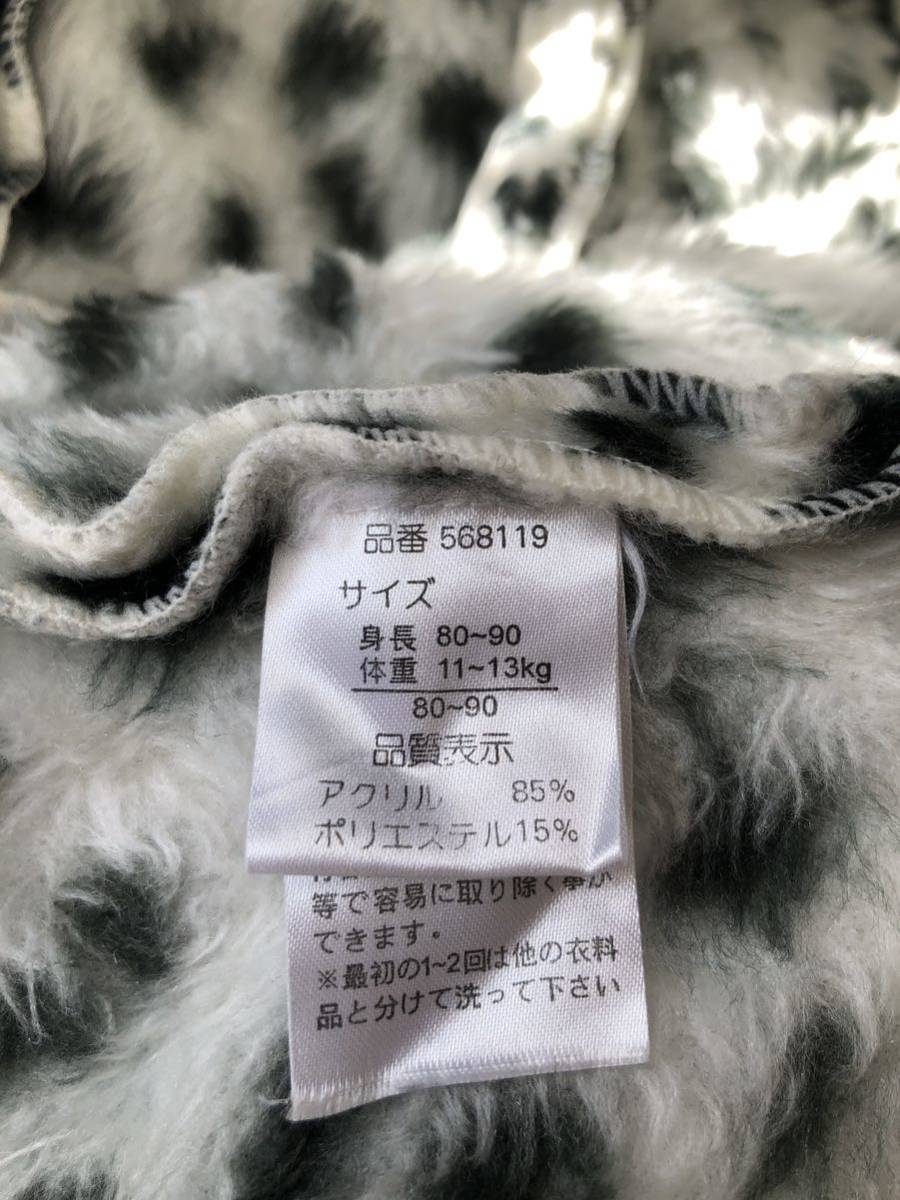 品番 568119
サイズ
身長 80~90
体重 11~13kg
80~90
品質表示
アクリル 85%
ポリエステル 15%
等で容易に取り除く事が
できます。
※最初の1~2回は他の衣料
品と分けて洗って下さい